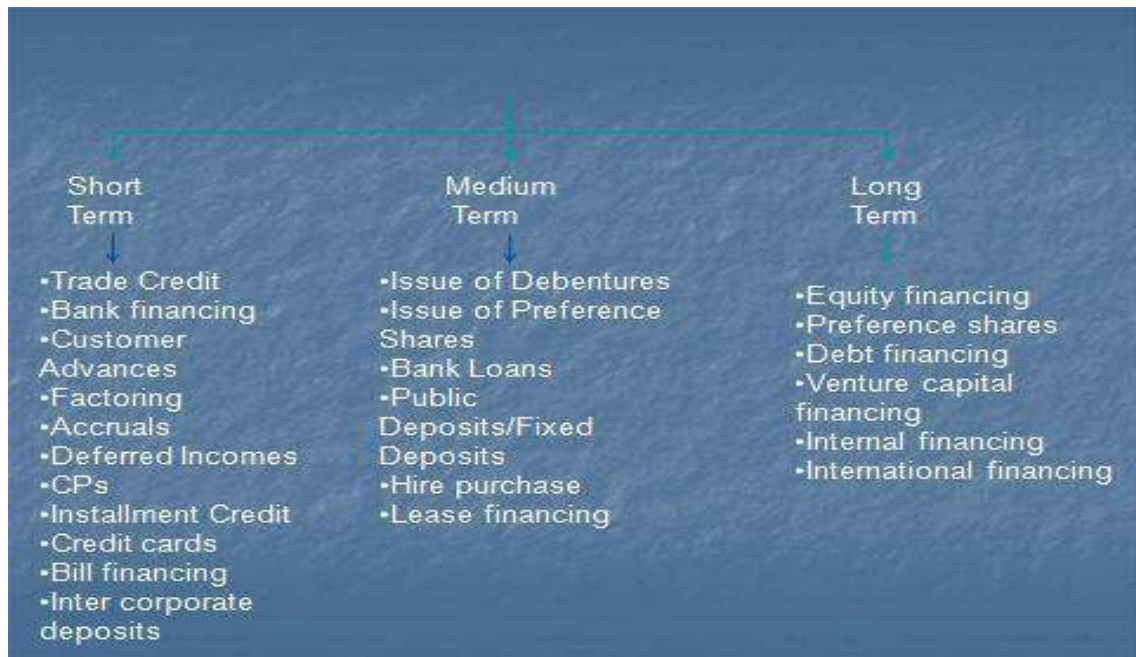 Short
Term
•Trade Credit
•Bank financing
•Customer
Advances
•Factoring
•Accruals
•Deferred Incomes
•CPs
•Installment Credit
•Credit cards
•Bill financing
•Inter corporate
deposits
Medium
Term
•Issue of Debentures
•Issue of Preference
Shares
•Bank Loans
•Public
Deposits/Fixed
Deposits
•Hire purchase
•Lease financing
Long
Term
•Equity financing
•Preference shares
•Debt financing
•Venture capital
financing
•Internal financing
•International financing